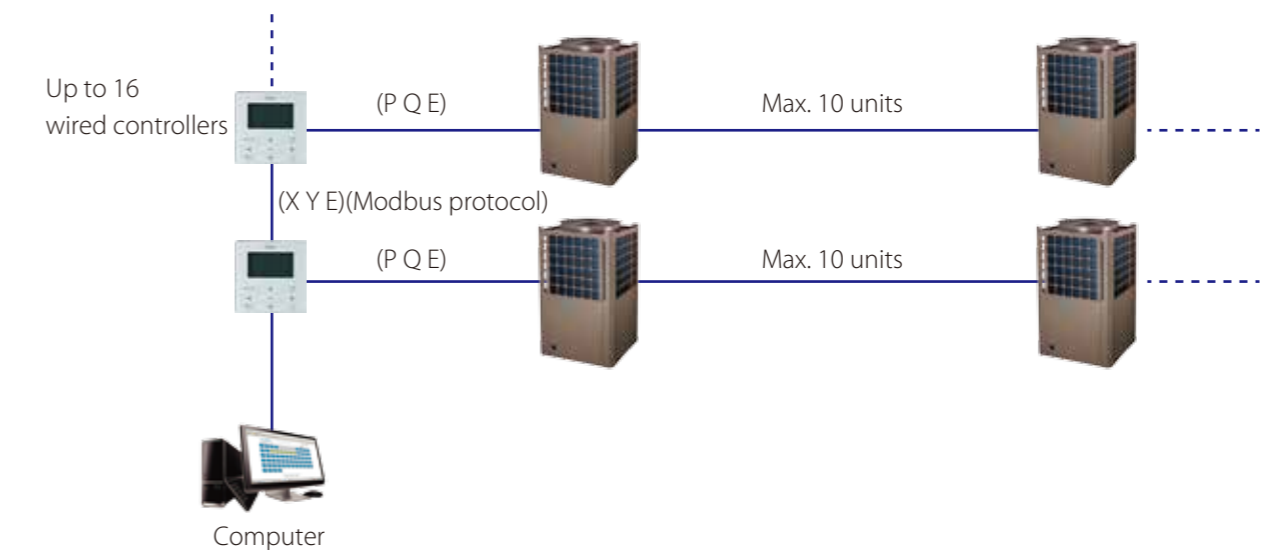 Up to 16
wired controllers
(P Q E)
Max. 10 units
(X Y E)(Modbus protocol)
(P Q E)
Max. 10 units
Computer